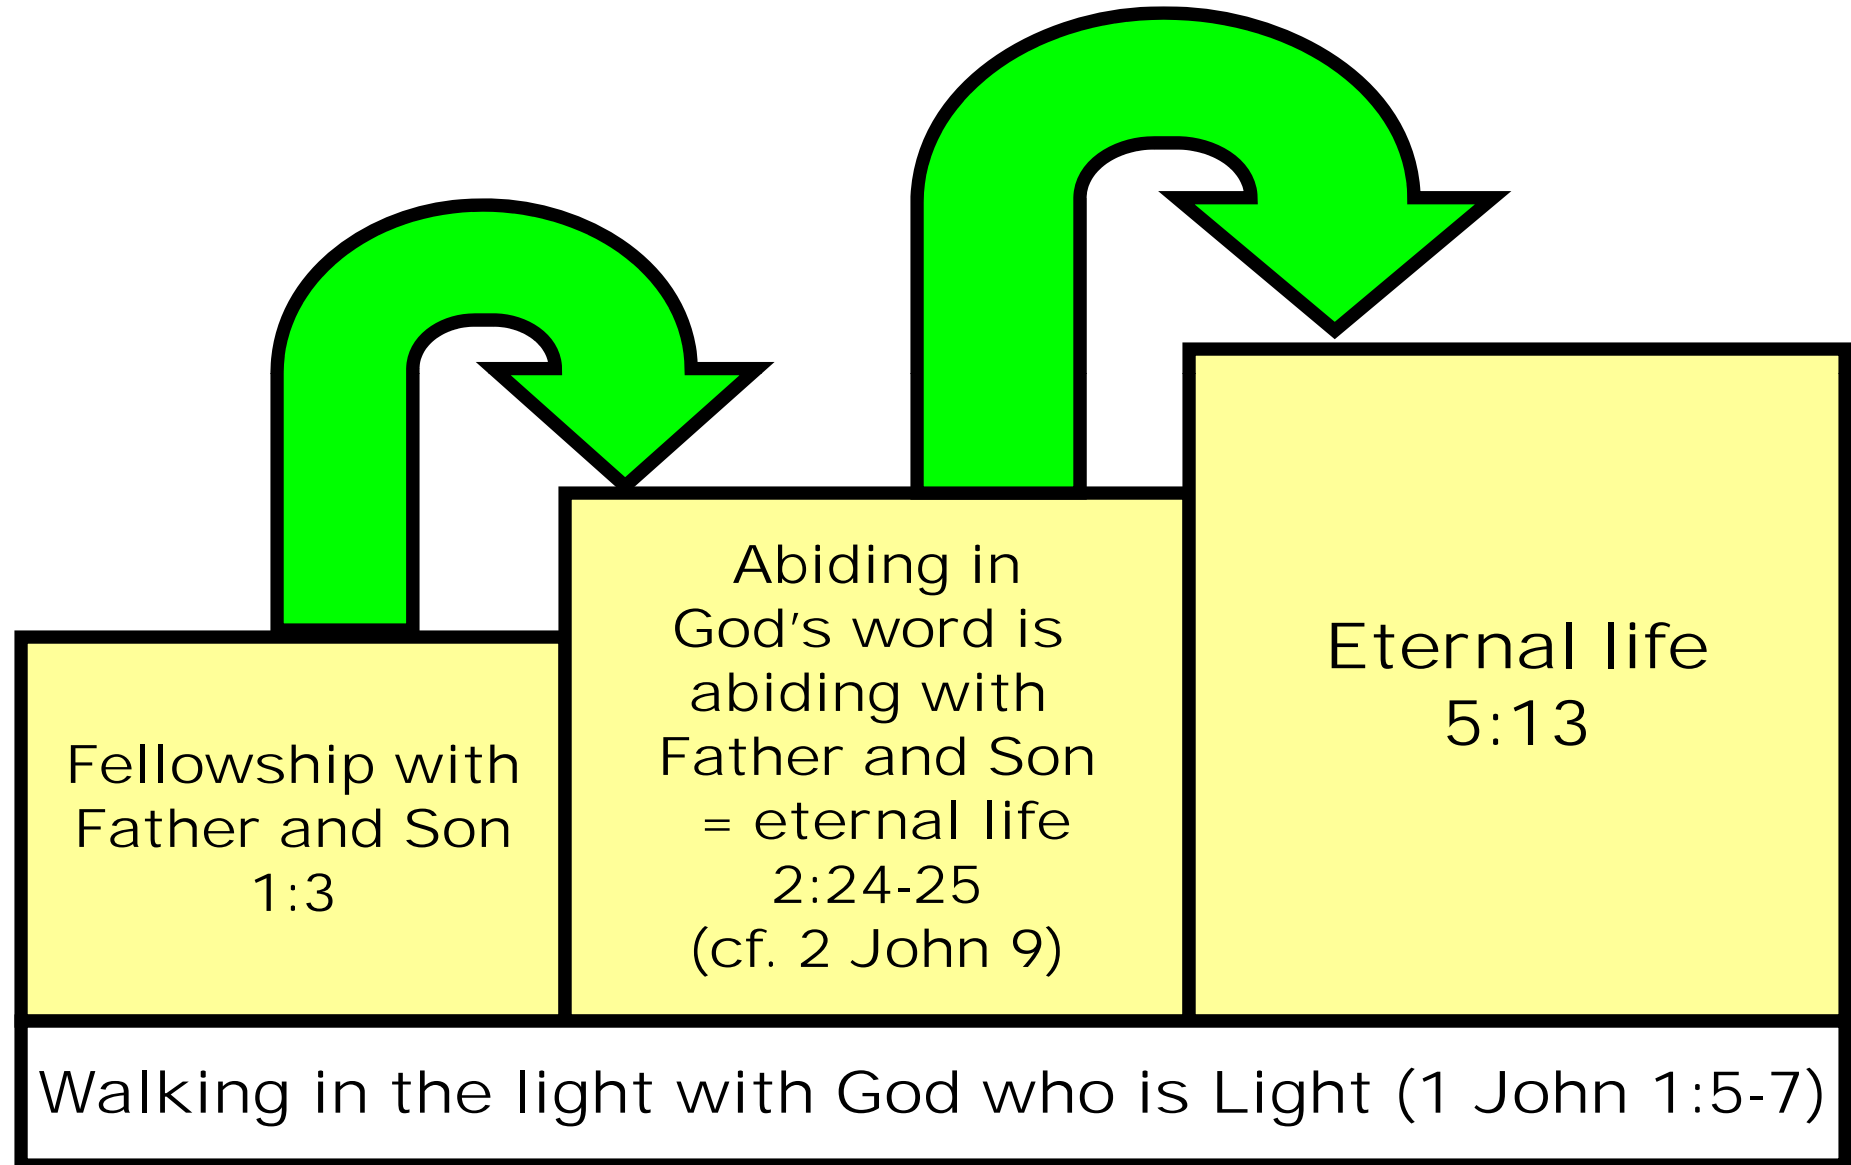 Fellowship with
Father and Son
1:3
Abiding in
God's word is
abiding with
Father and Son
= eternal life
2:24-25
(cf. 2 John 9)
Eternal life
5:13
Walking in the light with God who is Light (1 John 1:5-7)